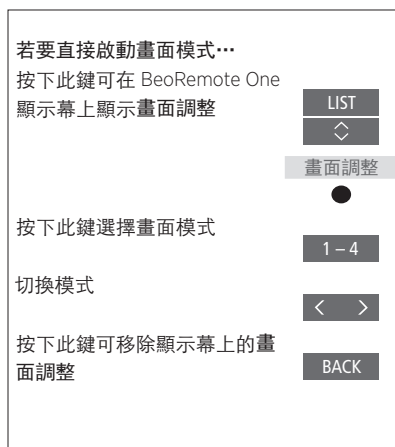 若要直接啟動畫面模式…
按下此鍵可在 BeoRemote One
顯示幕上顯示畫面調整
LIST
畫面調整
按下此鍵選擇畫面模式
1 – 4
切換模式
按下此鍵可移除顯示幕上的畫
面調整
BACK